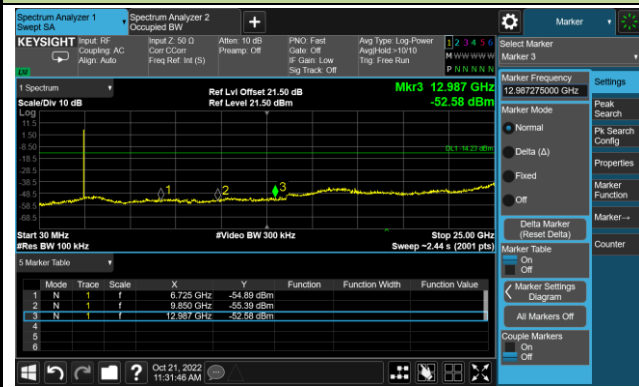 Spectrum Analyzer 1
Swept SA
Spectrum Analyzer 2
Occupied BW
Marker
KEYSIGHT
Input: RF
Coupling: AC
Align: Auto
Input Z: 50 Ω
Corr CCorr
Freq Ref: Int (S)
Atten: 10 dB
Preamp: Off
PNO: Fast
Gate: Off
IF Gain: Low
Sig Track: Off
Avg Type: Log-Power
Avg|Hold:>10/10
Trig: Free Run
1 2 3 4 5 6
M W W W W W
P N N N N N
Select Marker
Marker 3
1 Spectrum
Scale/Div 10 dB
Log
Ref Lvl Offset 21.50 dB
Ref Level 21.50 dBm
Mkr3 12.987 GHz
-52.58 dBm
11.5
1.50
-8.50
-18.5
-28.5
-38.5
-48.5
-58.5
-68.5
DL1 -14.23 dBm
1
2
3
Start 30 MHz
#Res BW 100 kHz
#Video BW 300 kHz
Stop 25.00 GHz
Sweep ~2.44 s (2001 pts)
5 Marker Table
Mode Trace Scale X Y Function Function Width Function Value
1 N 1 f 6.725 GHz -54.89 dBm
2 N 1 f 9.850 GHz -55.39 dBm
3 N 1 f 12.987 GHz -52.58 dBm
4
5
6
Marker Frequency
12.987275000 GHz
Marker Mode
Normal
Delta (Δ)
Fixed
Off
Delta Marker
(Reset Delta)
Marker Table
On
Off
Marker Settings
Diagram
All Markers Off
Couple Markers
On
Off
Settings
Peak
Search
Pk Search
Config
Properties
Marker
Function
Marker→
Counter
Oct 21, 2022
11:31:46 AM